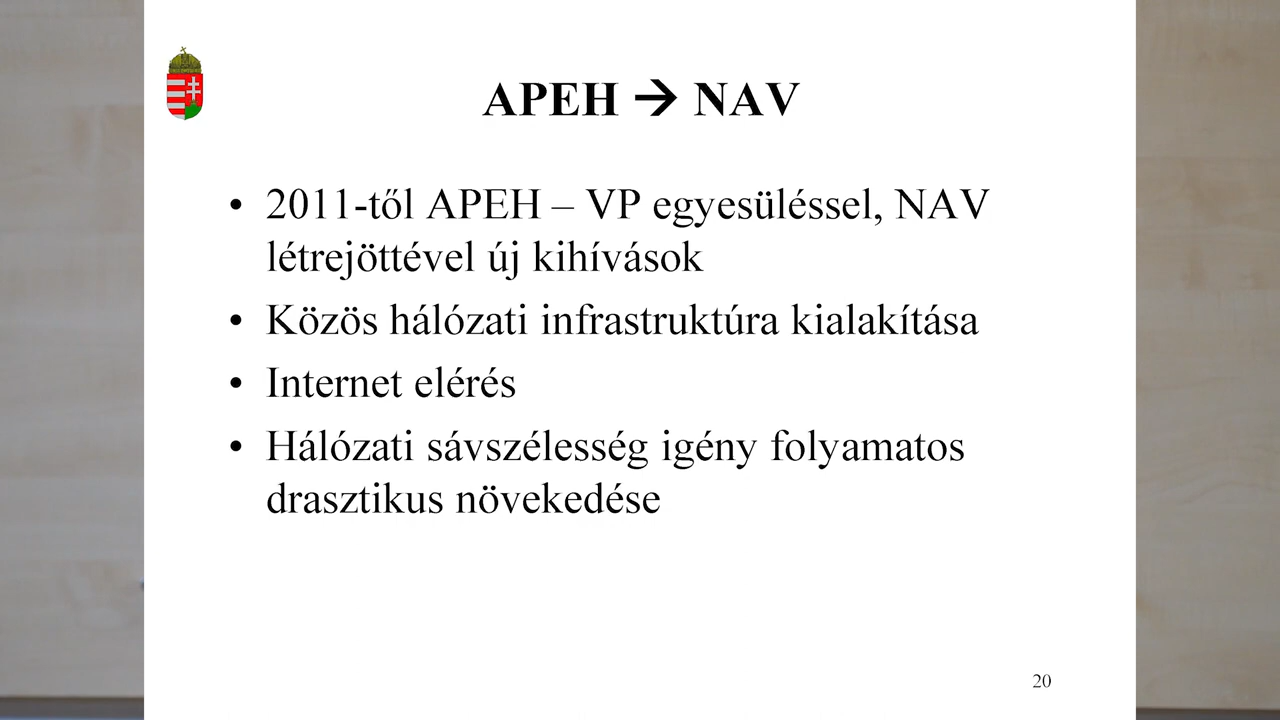 APEH → NAV
• 2011-től APEH – VP egyesüléssel, NAV
létrejöttével új kihívások
• Közös hálózati infrastruktúra kialakítása
• Internet elérés
• Hálózati sávszélesség igény folyamatos
drasztikus növekedése
20